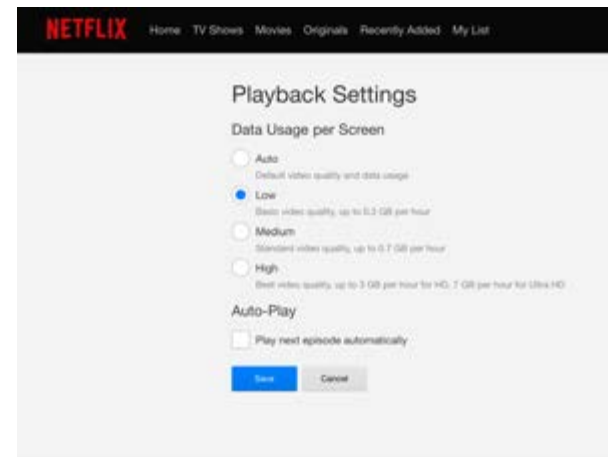 NETFLIX Home TV Shows Movies Originals Recently Added My List
Playback Settings
Data Usage per Screen
Auto
Default video quality and data usage
Low
Basic video quality, up to 0.3 GB per hour
Medium
Standard video quality, up to 0.7 GB per hour
High
Best video quality, up to 3 GB per hour for HD, 7 GB per hour for Ultra HD
Auto-Play
Play next episode automatically
Save Cancel